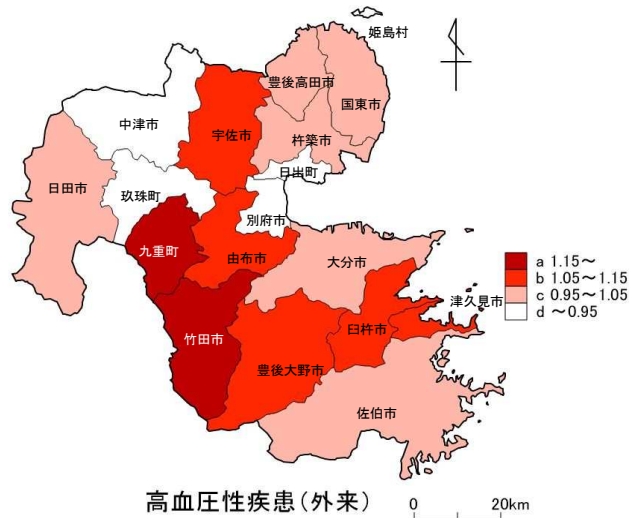 姫島村
豊後高田市
国東市
中津市
宇佐市
杵築市
日出町
日田市
玖珠町
別府市
九重町
由布市
大分市
a 1.15～
b 1.05～1.15
c 0.95～1.05
d ～0.95
津久見市
臼杵市
竹田市
豊後大野市
佐伯市
高血圧性疾患(外来)
0 20km